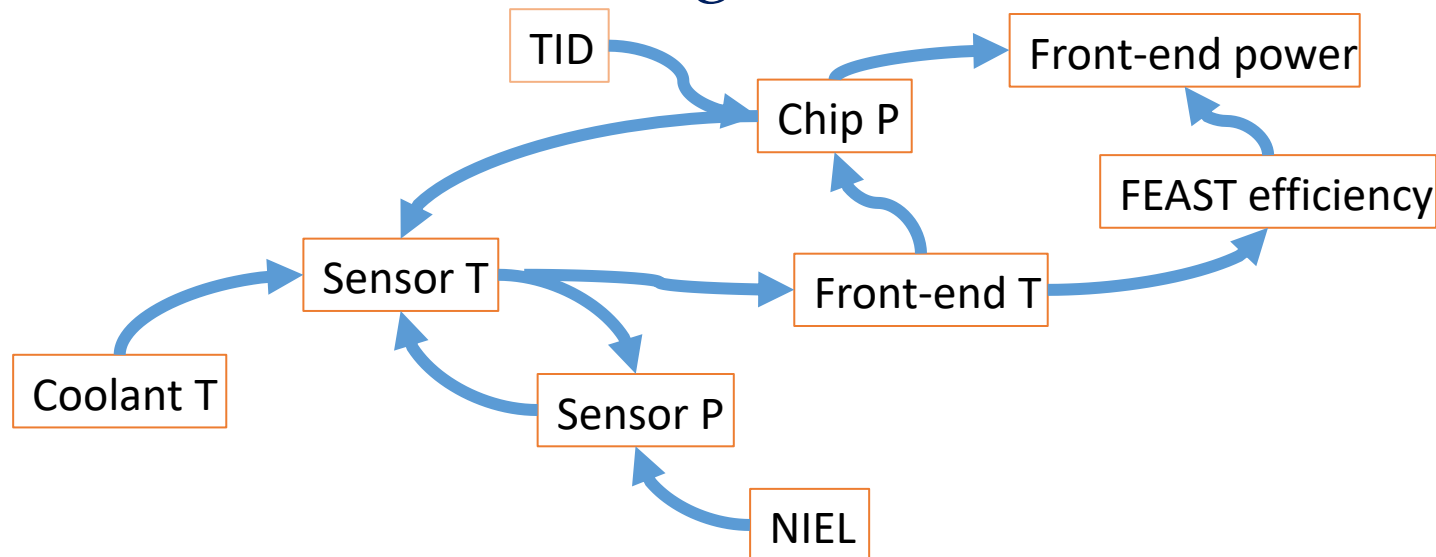 TID
Front-end power
Chip P
FEAST efficiency
Sensor T
Front-end T
Coolant T
Sensor P
NIEL